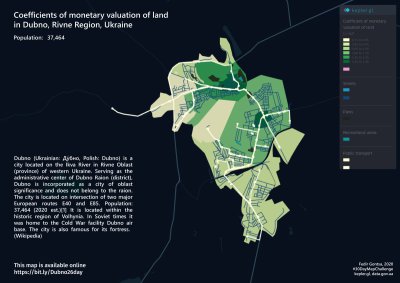 Coefficients of monetary valuation of land
in Dubno, Rivne Region, Ukraine
Population: 37,464
kepler.gl
Coefficients of monetary
valuation of land
Streets
Parks
Recreational zones
Public transport
Dubno (Ukrainian: Дубно, Polish: Dubno) is a
city located on the Ikva River in Rivne Oblast
(province) of western Ukraine. Serving as the
administrative center of Dubno Raion (district),
Dubno is incorporated as a city of oblast
significance and does not belong to the raion.
The city is located on intersection of two major
European routes E40 and E85. Population:
37,464 (2020 est.)[1] It is located within the
historic region of Volhynia. In Soviet times it
was home to the Cold War facility Dubno air
base. The city is also famous for its fortress.
(Wikipedia)
This map is available online
https://bit.ly/Dubno26day
Fedir Gontsa, 2020
#30DayMapChallenge
kepler.gl, data.gov.ua